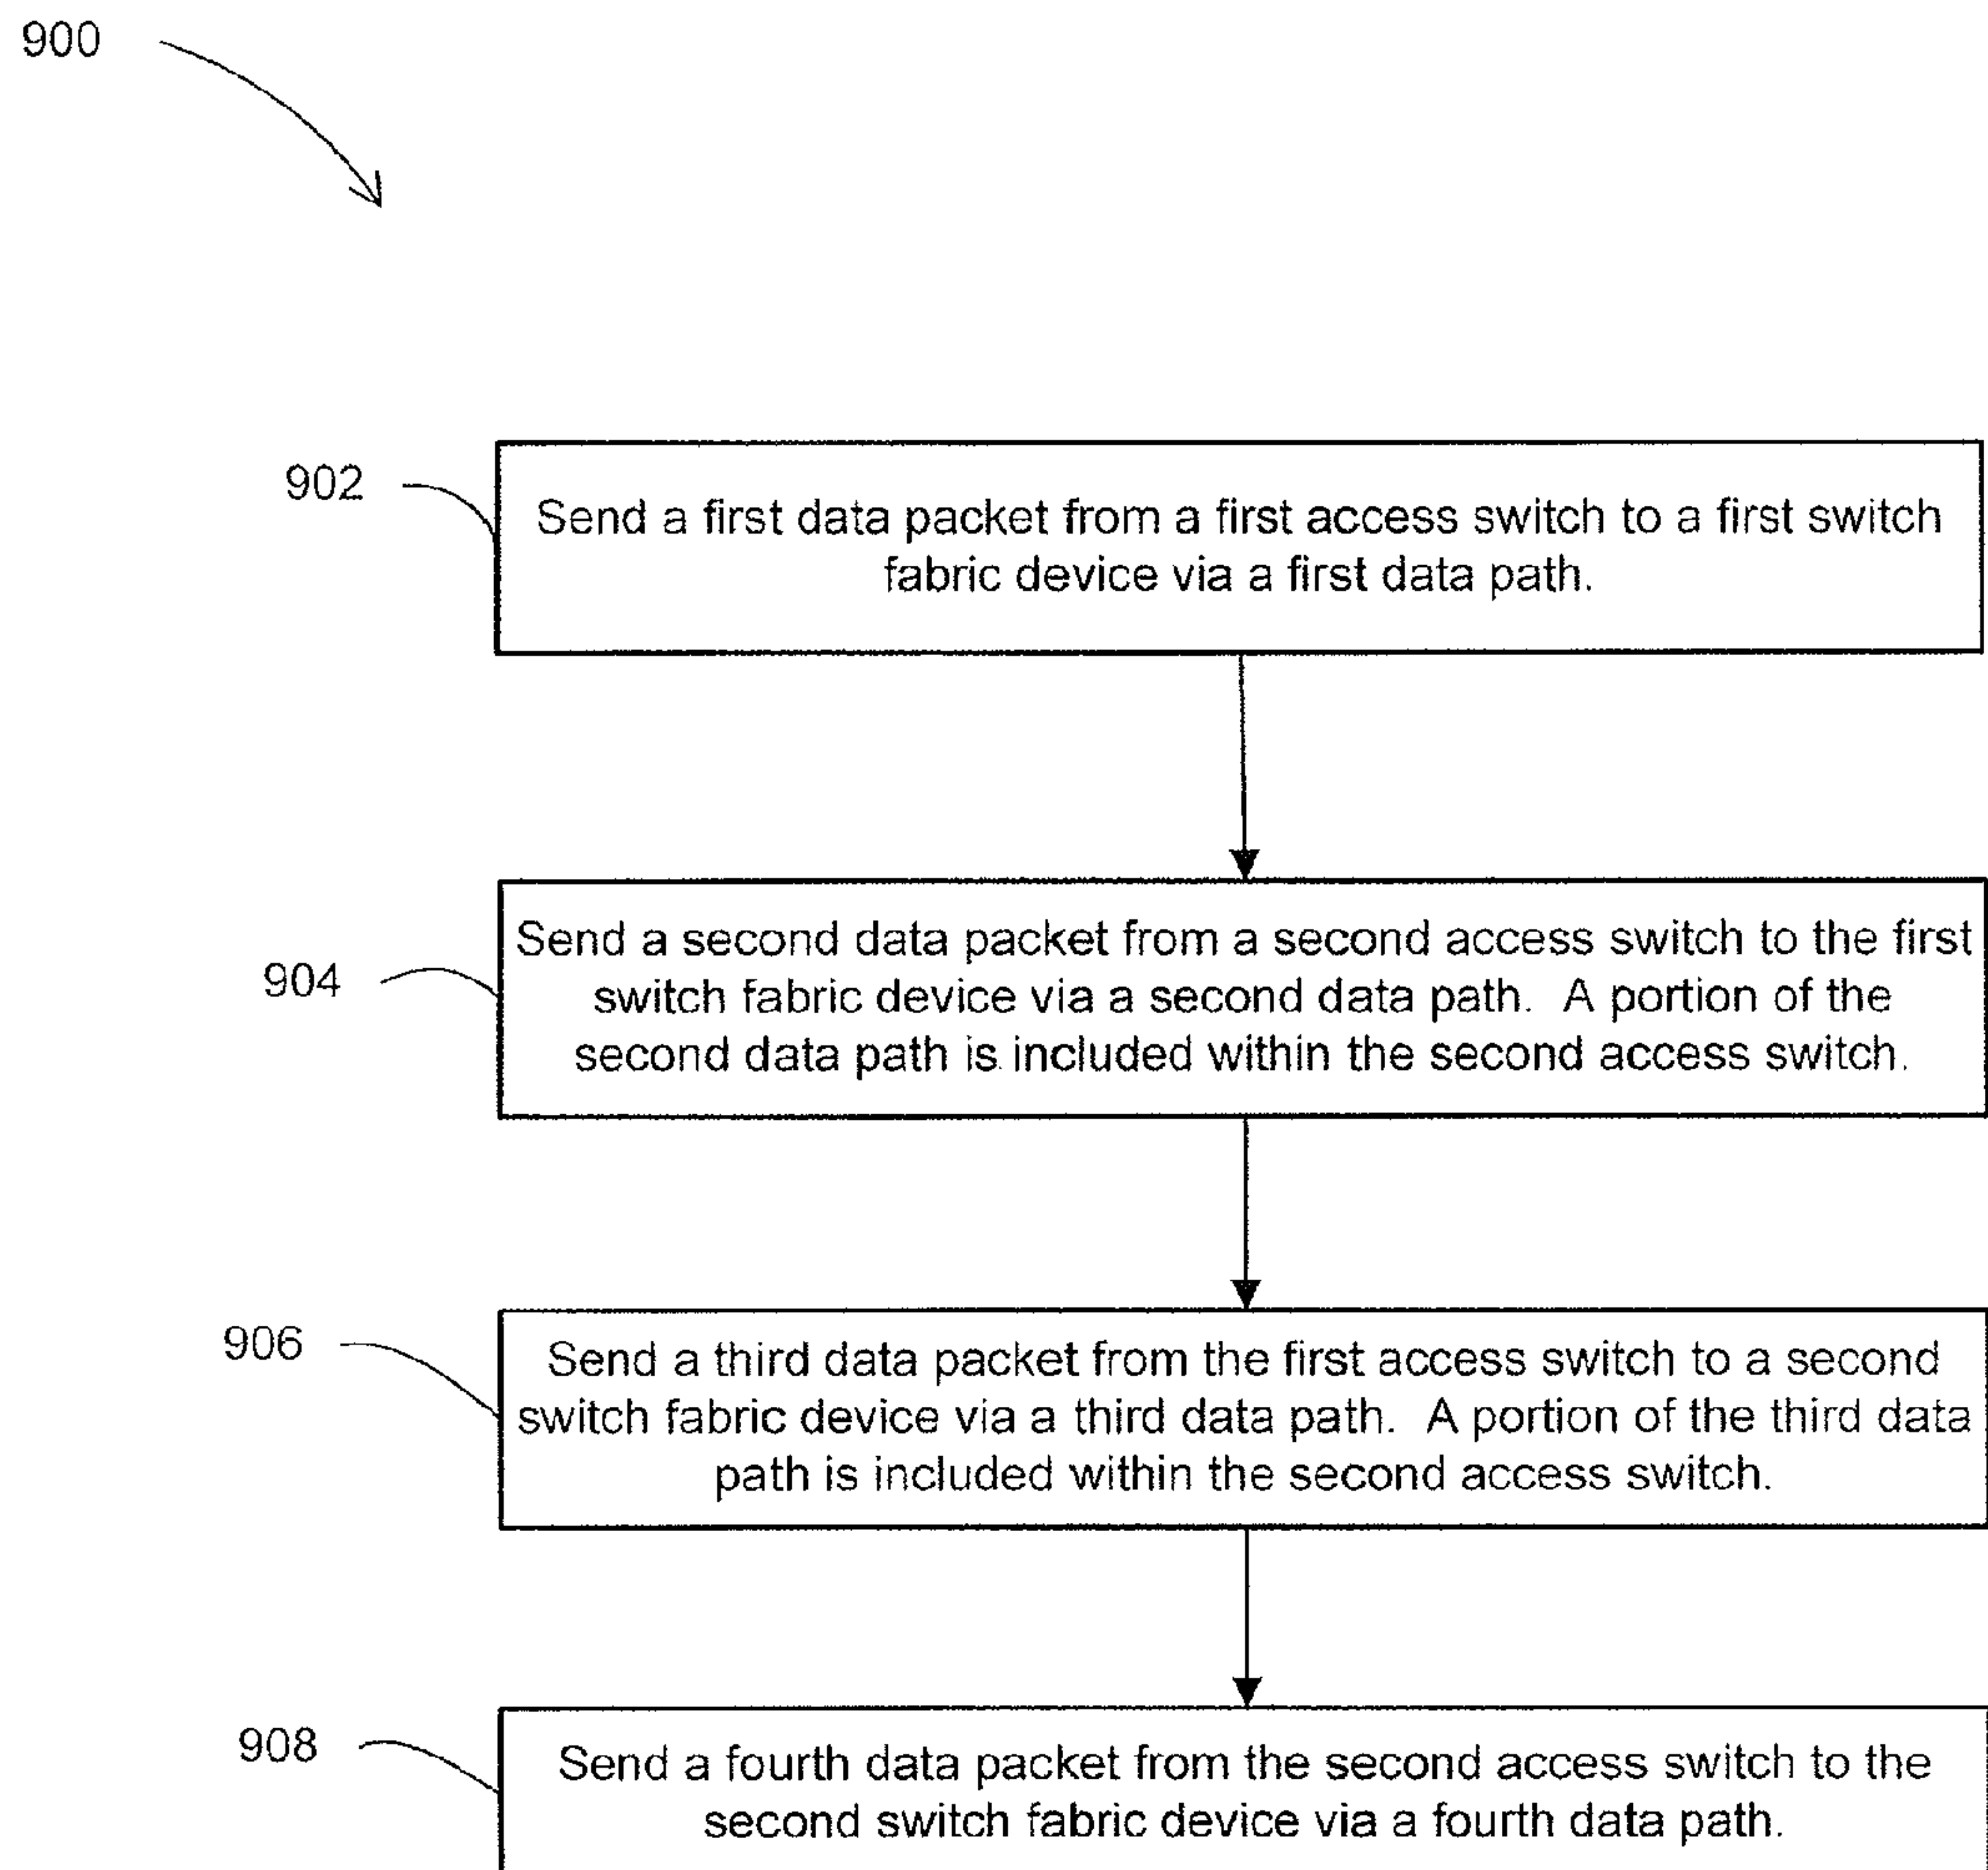 900
902
Send a first data packet from a first access switch to a first switch
fabric device via a first data path.
904
Send a second data packet from a second access switch to the first
switch fabric device via a second data path. A portion of the
second data path is included within the second access switch.
906
Send a third data packet from the first access switch to a second
switch fabric device via a third data path. A portion of the third data
path is included within the second access switch.
908
Send a fourth data packet from the second access switch to the
second switch fabric device via a fourth data path.